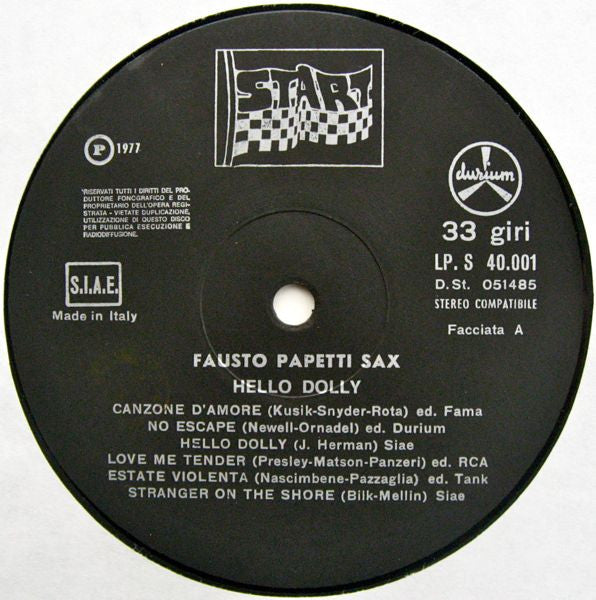 START
P 1977
RISERVATI TUTTI I DIRITTI DEL PRO-
DUTTORE FONOGRAFICO E DEL
PROPRIETARIO DELL'OPERA REGI-
STRATA - VIETATE DUPLICAZIONE,
UTILIZZAZIONE DI QUESTO DISCO
PER PUBBLICA ESECUZIONE E
RADIODIFFUSIONE.
durium
33 giri
LP. S 40.001
D.St. 051485
STEREO COMPATIBILE
Facciata A
S.I.A.E.
Made in Italy
FAUSTO PAPETTI SAX
HELLO DOLLY
CANZONE D'AMORE (Kusik-Snyder-Rota) ed. Fama
NO ESCAPE (Newell-Ornadel) ed. Durium
HELLO DOLLY (J. Herman) Siae
LOVE ME TENDER (Presley-Matson-Panzeri) ed. RCA
ESTATE VIOLENTA (Nascimbene-Pazzaglia) ed. Tank
STRANGER ON THE SHORE (Bilk-Mellin) Siae